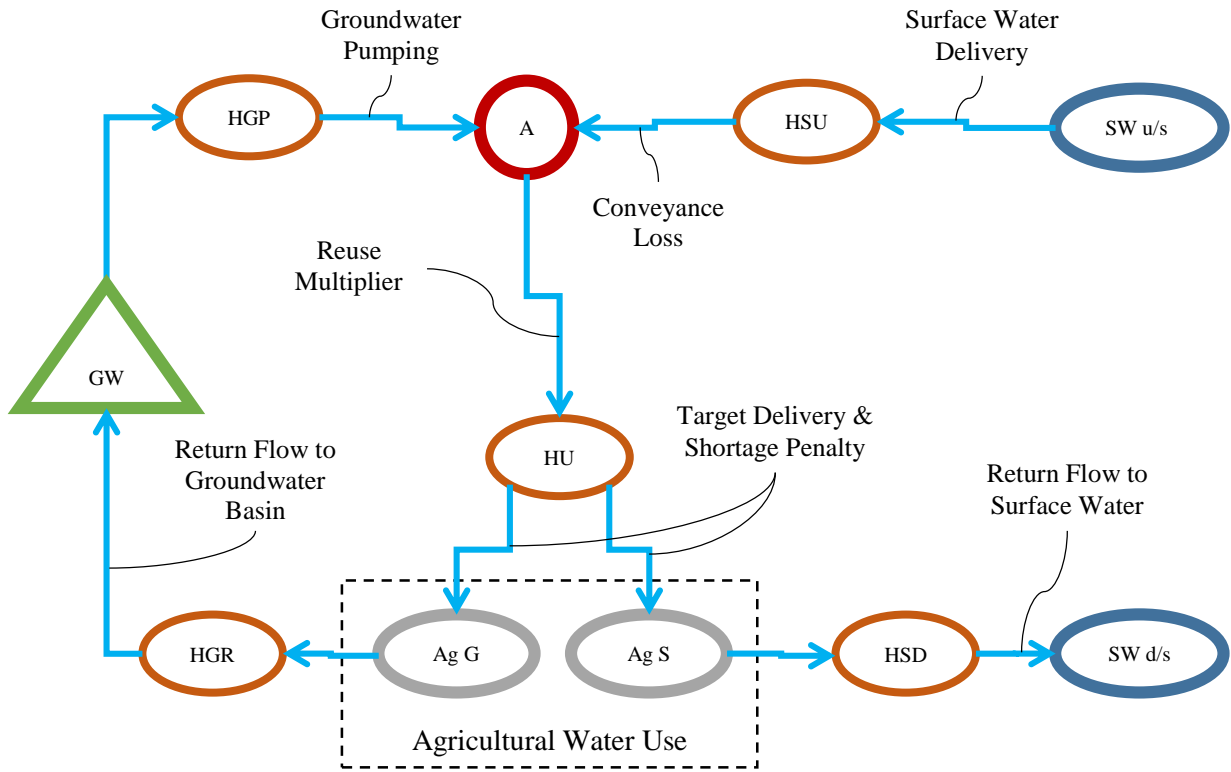 Groundwater
Pumping
Surface Water
Delivery
HGP
A
HSU
SW u/s
Conveyance
Loss
Reuse
Multiplier
GW
HU
Target Delivery &
Shortage Penalty
Return Flow to
Groundwater
Basin
Return Flow to
Surface Water
HGR
Ag G
Ag S
HSD
SW d/s
Agricultural Water Use